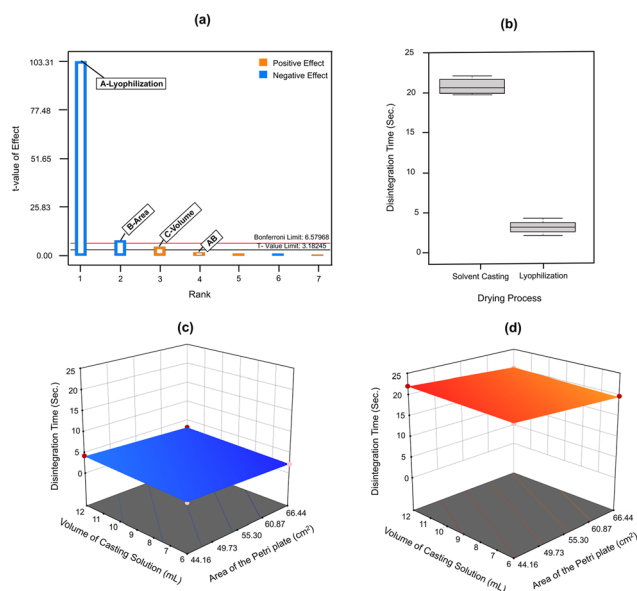 (a)
103.31
77.48
51.65
25.83
0.00
t-value of Effect
A-Lyophilization
B-Area
C-Volume
AB
Positive Effect
Negative Effect
Bonferroni Limit: 6.57968
T- Value Limit: 3.18245
1 2 3 4 5 6 7
Rank
(b)
25
20
15
10
5
0
Disintegration Time (Sec.)
Solvent Casting Lyophilization
Drying Process
(c)
25
20
15
10
5
0
Disintegration Time (Sec.)
12 11 10 9 8 7 6
Volume of Casting Solution (mL)
44.16 49.73 55.30 60.87 66.44
Area of the Petri plate (cm²)
(d)
25
20
15
10
5
0
Disintegration Time (Sec.)
12 11 10 9 8 7 6
Volume of Casting Solution (mL)
44.16 49.73 55.30 60.87 66.44
Area of the Petri plate (cm²)